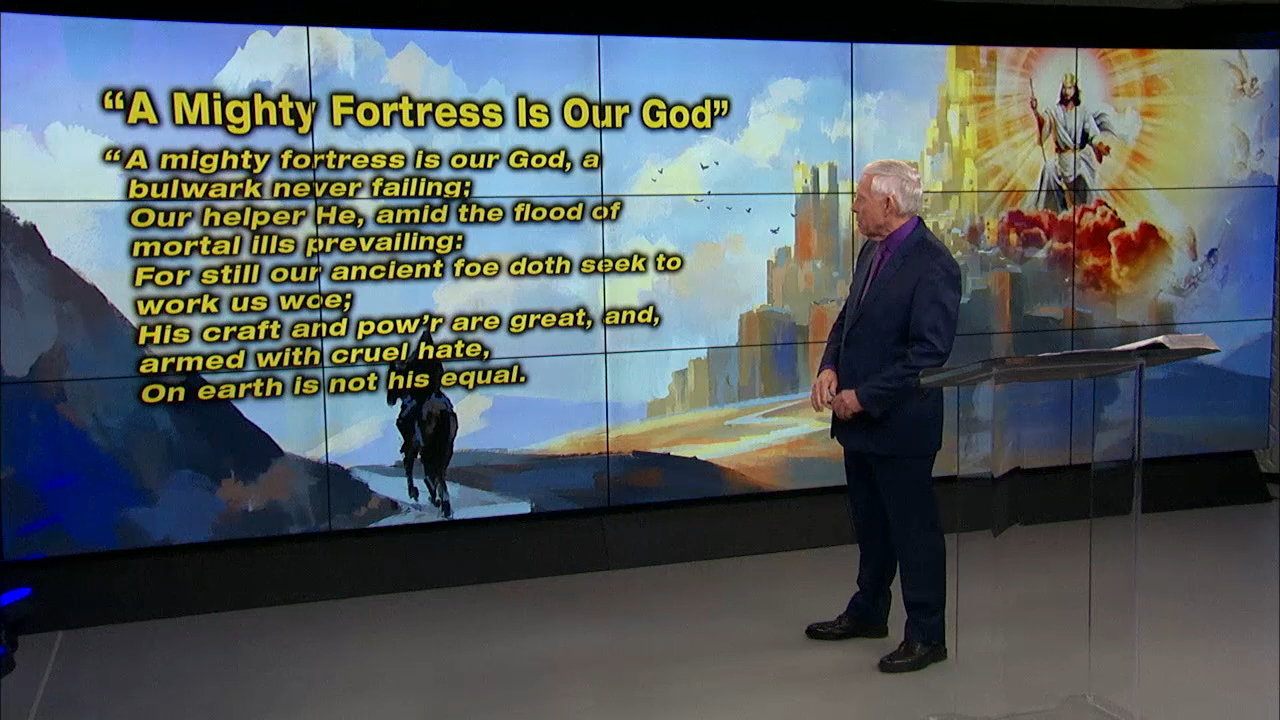 “A Mighty Fortress Is Our God”
“A mighty fortress is our God, a
bulwark never failing;
Our helper He, amid the flood of
mortal ills prevailing:
For still our ancient foe doth seek to
work us woe;
His craft and pow’r are great, and,
armed with cruel hate,
On earth is not his equal.